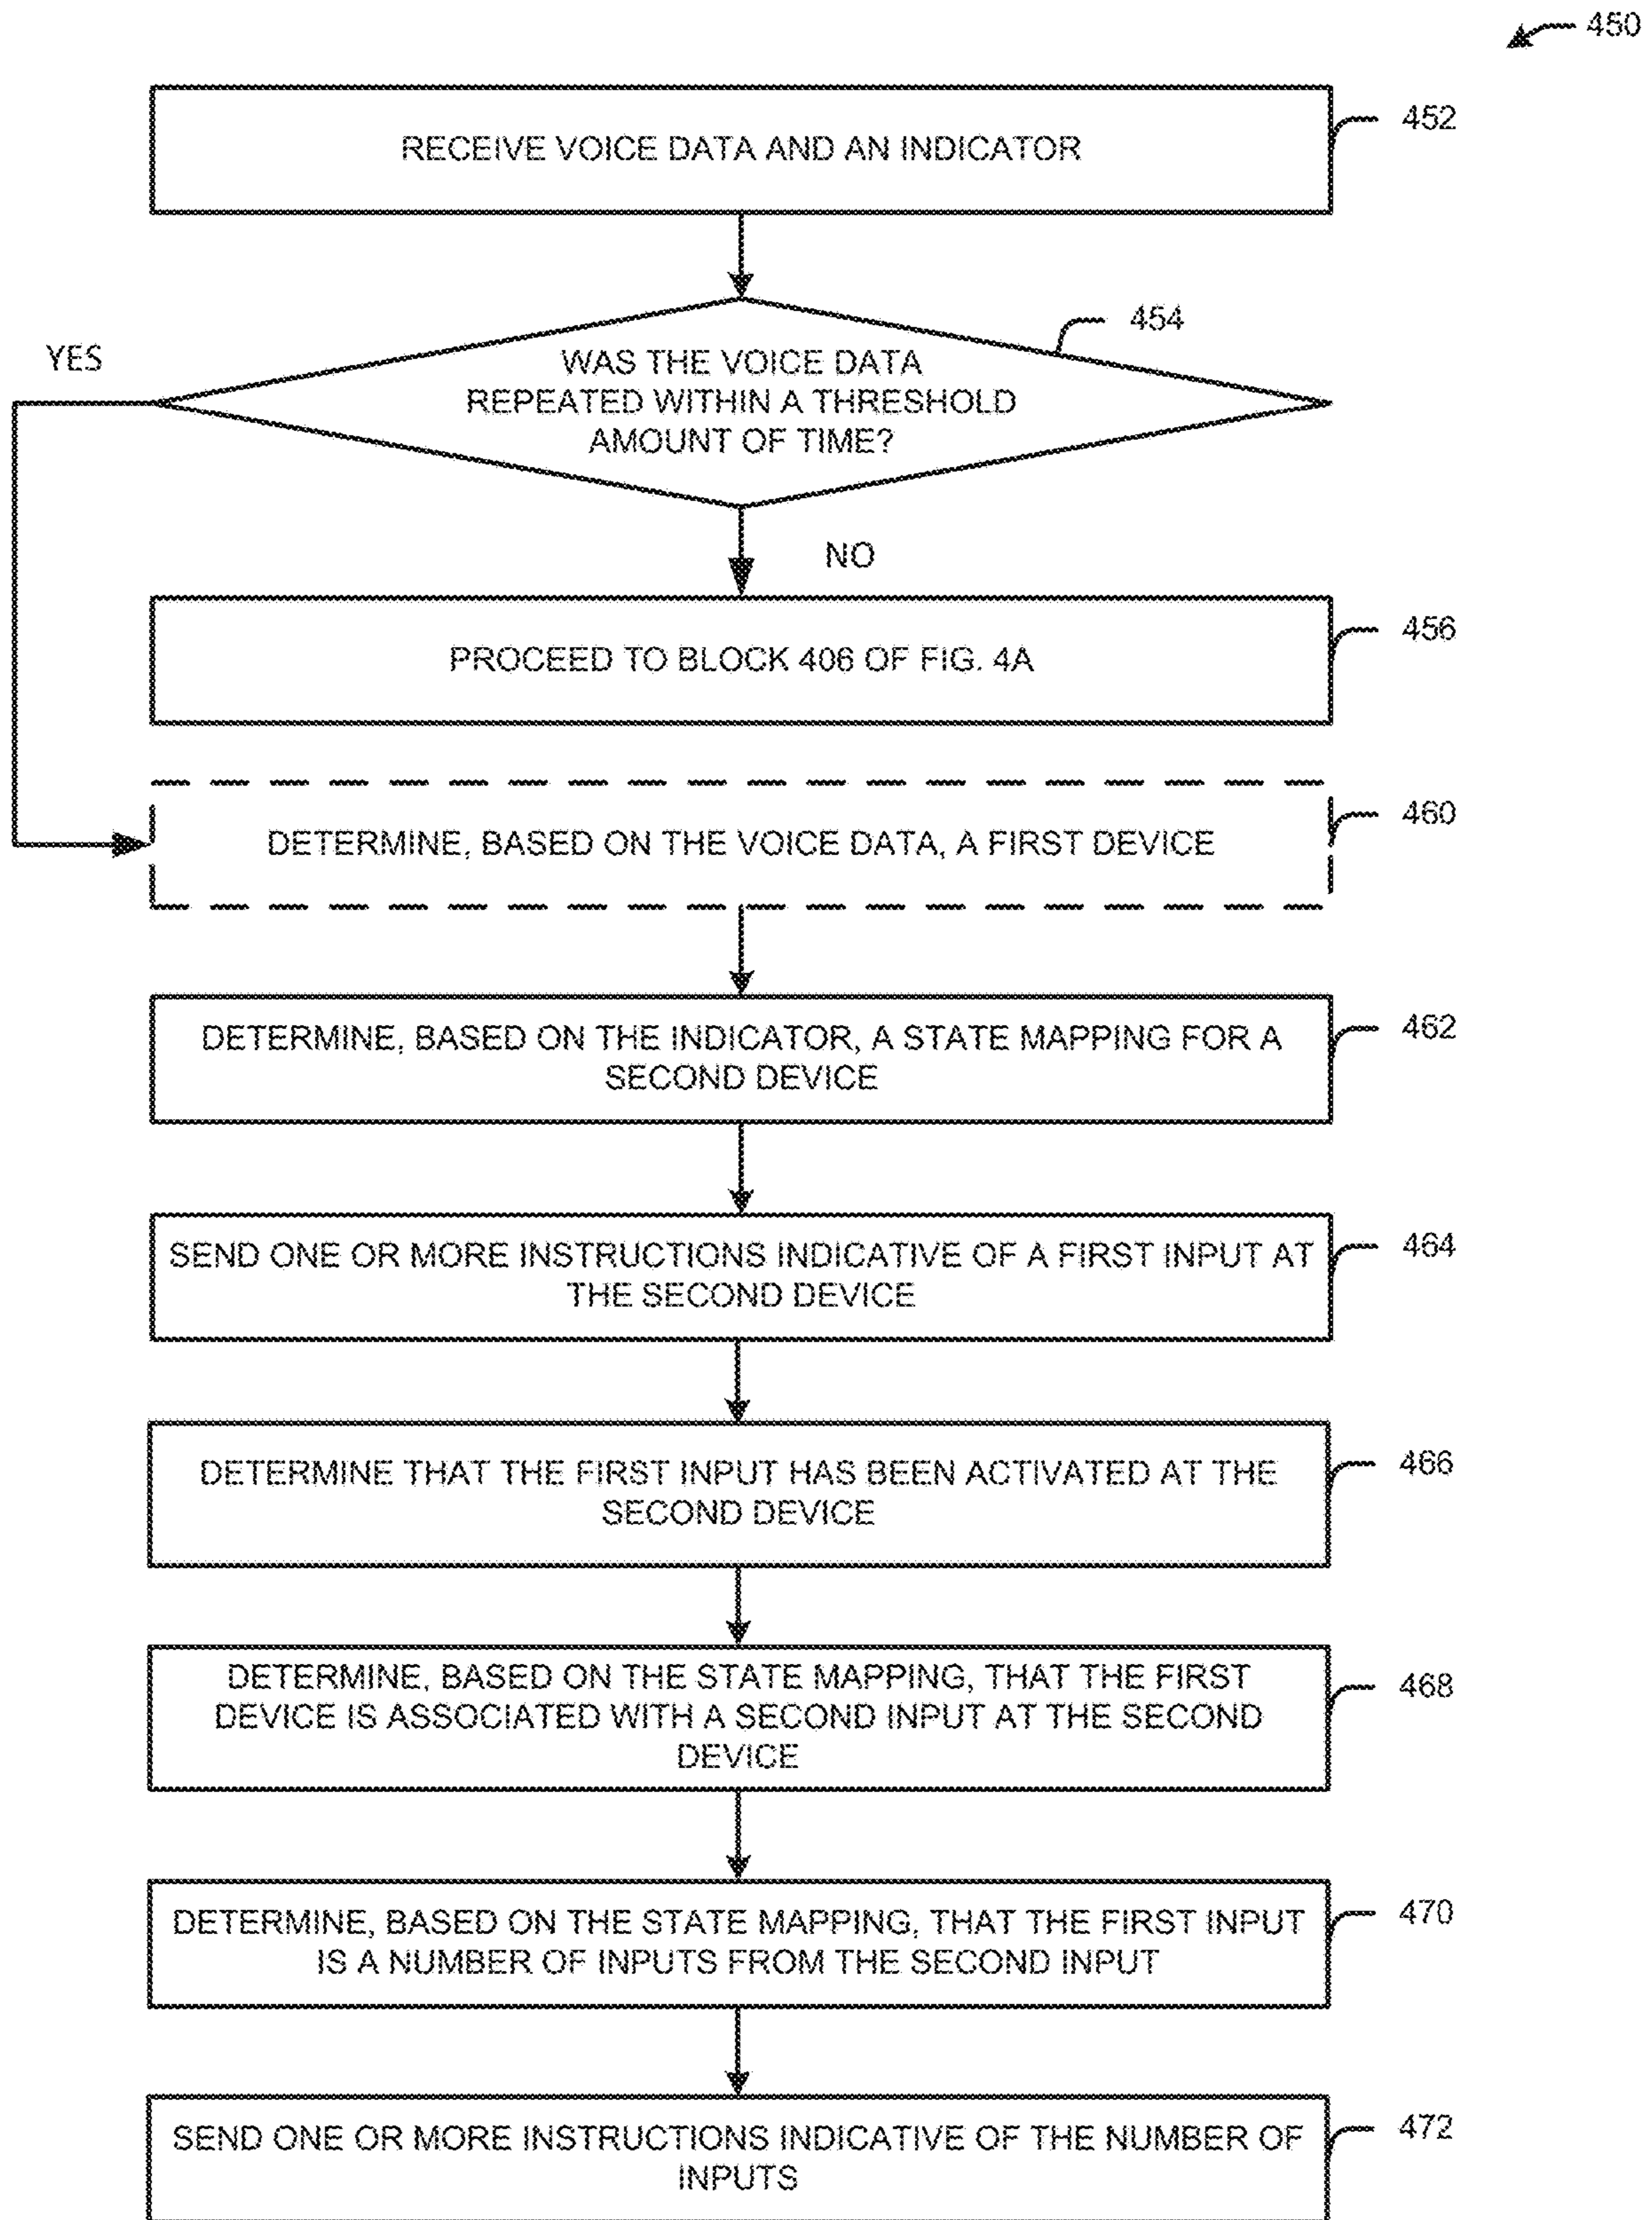 450
RECEIVE VOICE DATA AND AN INDICATOR
452
454
YES
WAS THE VOICE DATA
REPEATED WITHIN A THRESHOLD
AMOUNT OF TIME?
NO
PROCEED TO BLOCK 406 OF FIG. 4A
456
DETERMINE, BASED ON THE VOICE DATA, A FIRST DEVICE
460
DETERMINE, BASED ON THE INDICATOR, A STATE MAPPING FOR A
SECOND DEVICE
462
SEND ONE OR MORE INSTRUCTIONS INDICATIVE OF A FIRST INPUT AT
THE SECOND DEVICE
464
DETERMINE THAT THE FIRST INPUT HAS BEEN ACTIVATED AT THE
SECOND DEVICE
466
DETERMINE, BASED ON THE STATE MAPPING, THAT THE FIRST
DEVICE IS ASSOCIATED WITH A SECOND INPUT AT THE SECOND
DEVICE
468
DETERMINE, BASED ON THE STATE MAPPING, THAT THE FIRST INPUT
IS A NUMBER OF INPUTS FROM THE SECOND INPUT
470
SEND ONE OR MORE INSTRUCTIONS INDICATIVE OF THE NUMBER OF
INPUTS
472